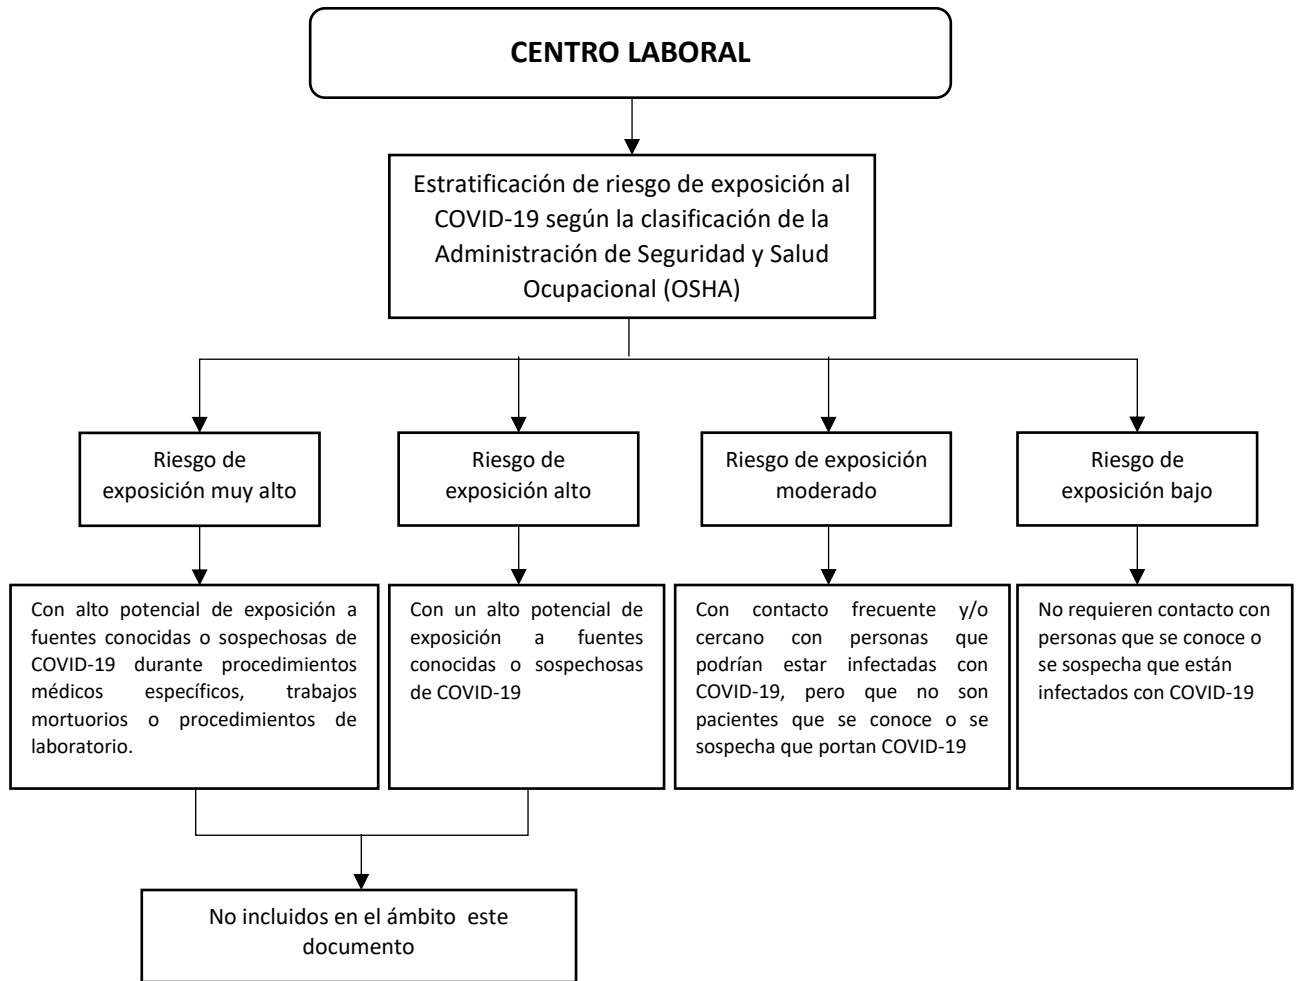 CENTRO LABORAL
Estratificación de riesgo de exposición al
COVID-19 según la clasificación de la
Administración de Seguridad y Salud
Ocupacional (OSHA)
Riesgo de
exposición muy alto
Riesgo de
exposición alto
Riesgo de exposición
moderado
Riesgo de
exposición bajo
Con alto potencial de exposición a
fuentes conocidas o sospechosas de
COVID-19 durante procedimientos
médicos específicos, trabajos
mortuorios o procedimientos de
laboratorio.
Con un alto potencial de
exposición a fuentes
conocidas o sospechosas
de COVID-19
Con contacto frecuente y/o
cercano con personas que
podrían estar infectadas con
COVID-19, pero que no son
pacientes que se conoce o se
sospecha que portan COVID-19
No requieren contacto con
personas que se conoce o
se sospecha que están
infectados con COVID-19
No incluidos en el ámbito este
documento